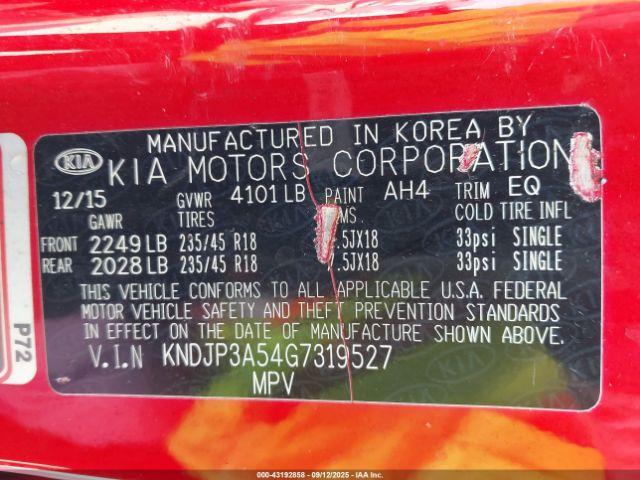 MANUFACTURED IN KOREA BY
KIA KIA MOTORS CORPORATION
12/15 GVWR 4101 LB PAINT AH4 TRIM EQ
GAWR TIRES MS. COLD TIRE INFL
FRONT 2249 LB 235/45 R18 .5JX18 33psi SINGLE
REAR 2028 LB 235/45 R18 .5JX18 33psi SINGLE
THIS VEHICLE CONFORMS TO ALL APPLICABLE U.S.A. FEDERAL
MOTOR VEHICLE SAFETY AND THEFT PREVENTION STANDARDS
IN EFFECT ON THE DATE OF MANUFACTURE SHOWN ABOVE.
V.I.N KNDJP3A54G7319527
MPV
P72
000-43192858 - 09/12/2025 - IAA Inc.